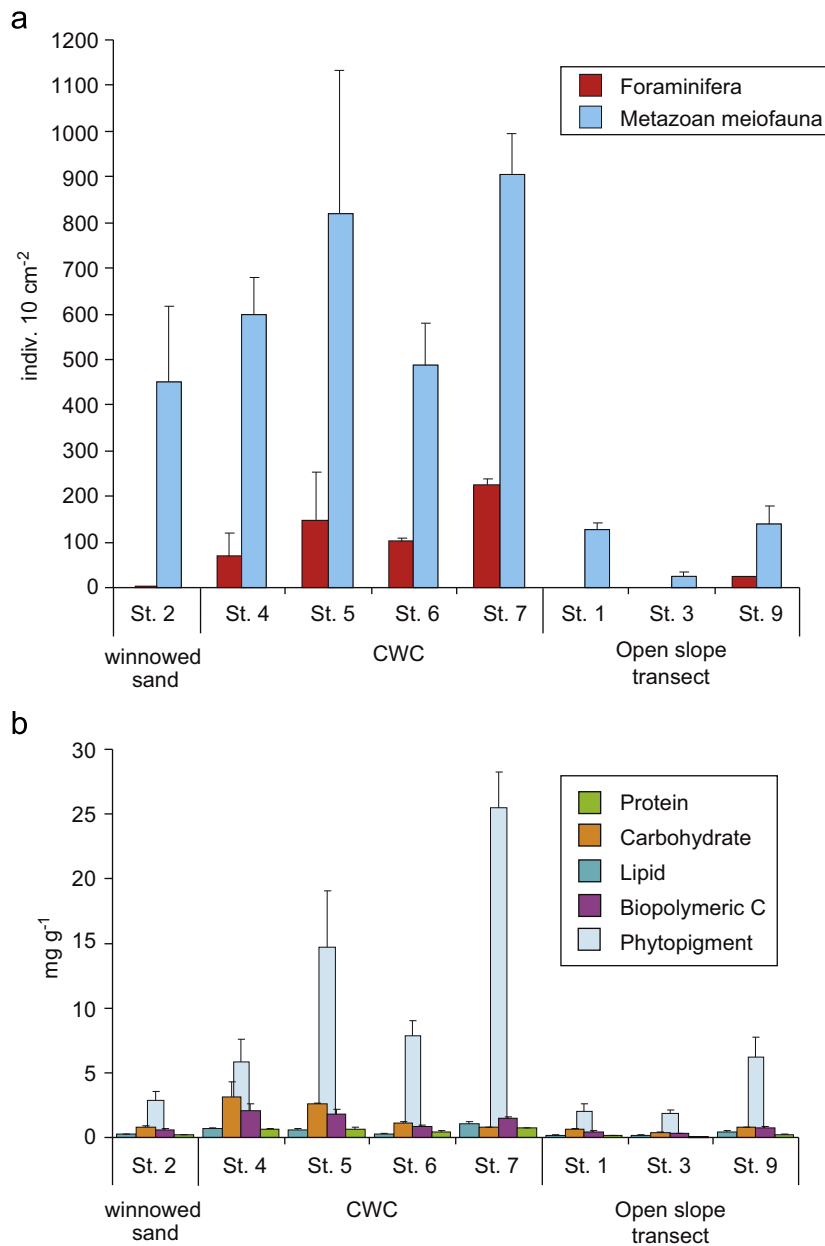 a
1200
1100
1000
900
800
700
600
500
400
300
200
100
0
indiv. 10 cm-2
Foraminifera
Metazoan meiofauna
St. 2 St. 4 St. 5 St. 6 St. 7 St. 1 St. 3 St. 9
winnowed sand CWC Open slope transect
b
30
25
20
15
10
5
0
mg g-1
Protein
Carbohydrate
Lipid
Biopolymeric C
Phytopigment
St. 2 St. 4 St. 5 St. 6 St. 7 St. 1 St. 3 St. 9
winnowed sand CWC Open slope transect